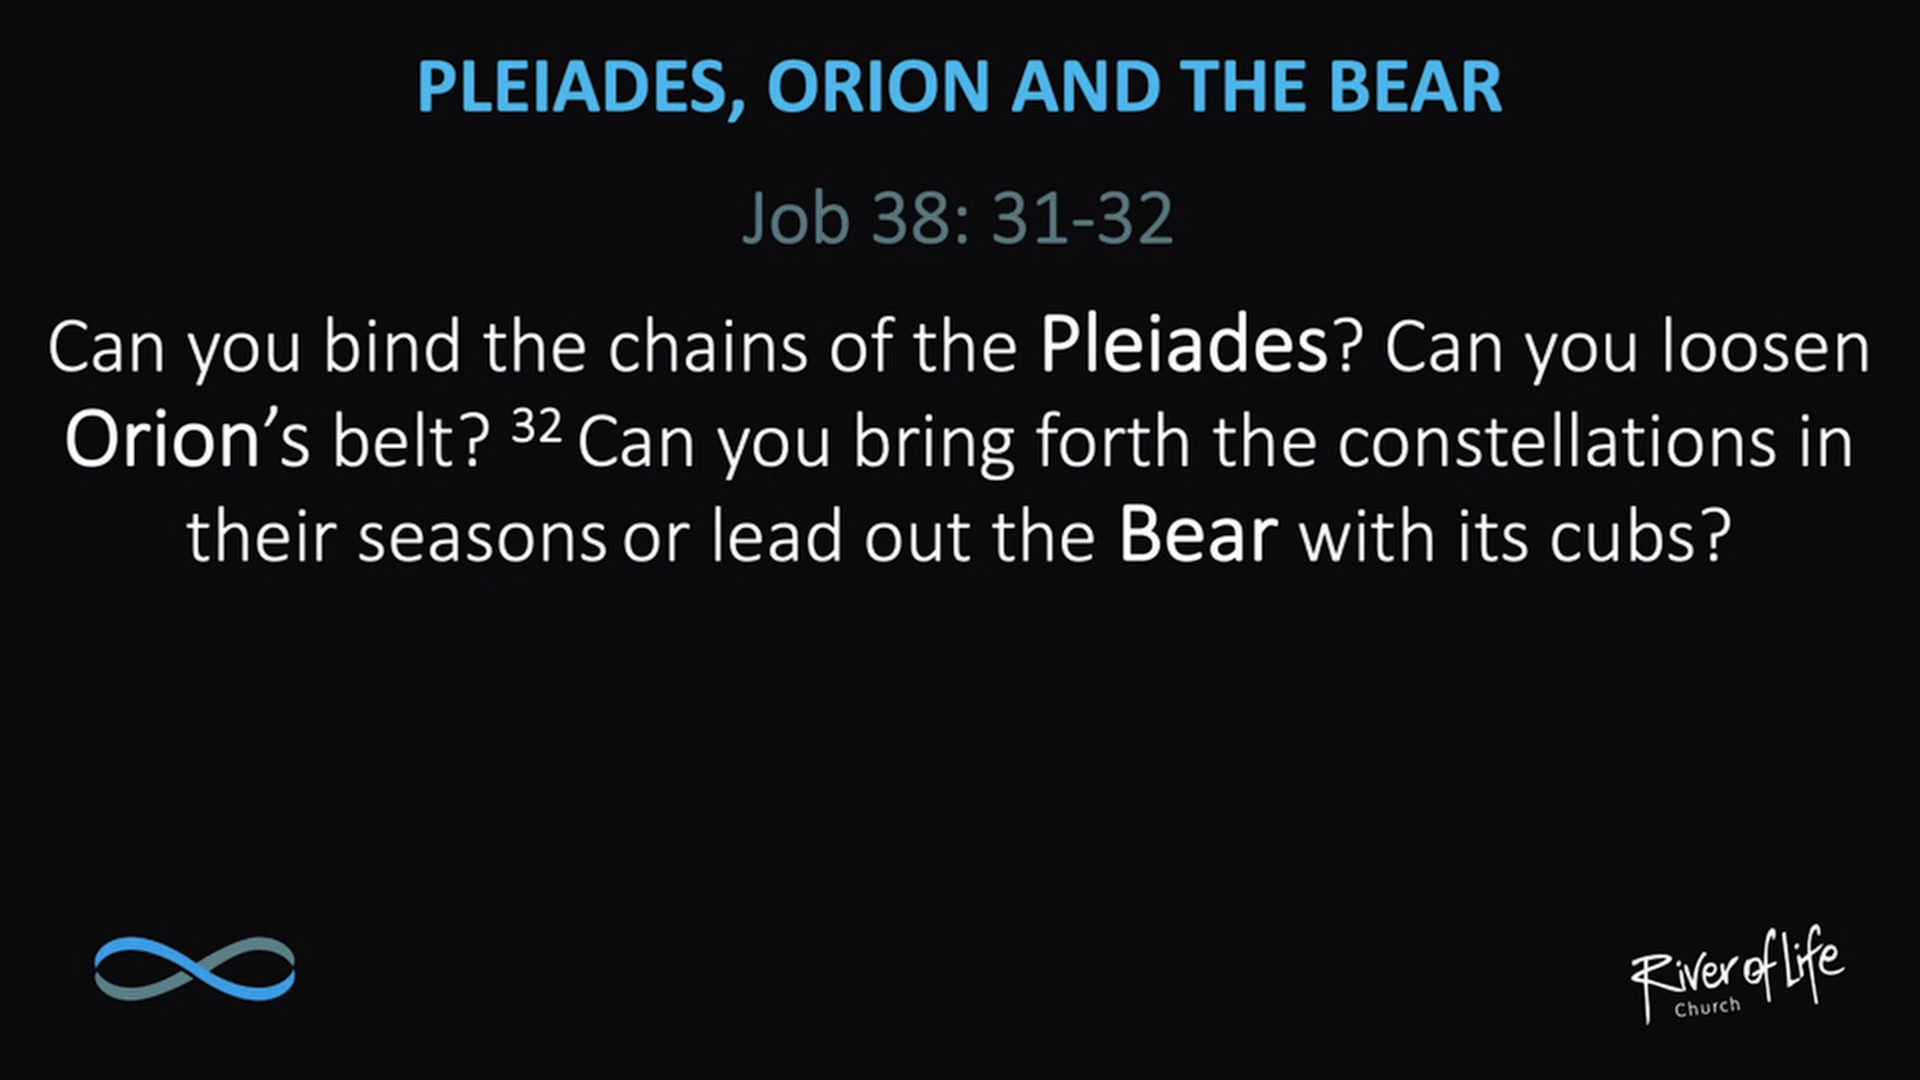 PLEIADES, ORION AND THE BEAR
Job 38: 31-32
Can you bind the chains of the Pleiades? Can you loosen
Orion’s belt? ³² Can you bring forth the constellations in
their seasons or lead out the Bear with its cubs?
River of Life
Church